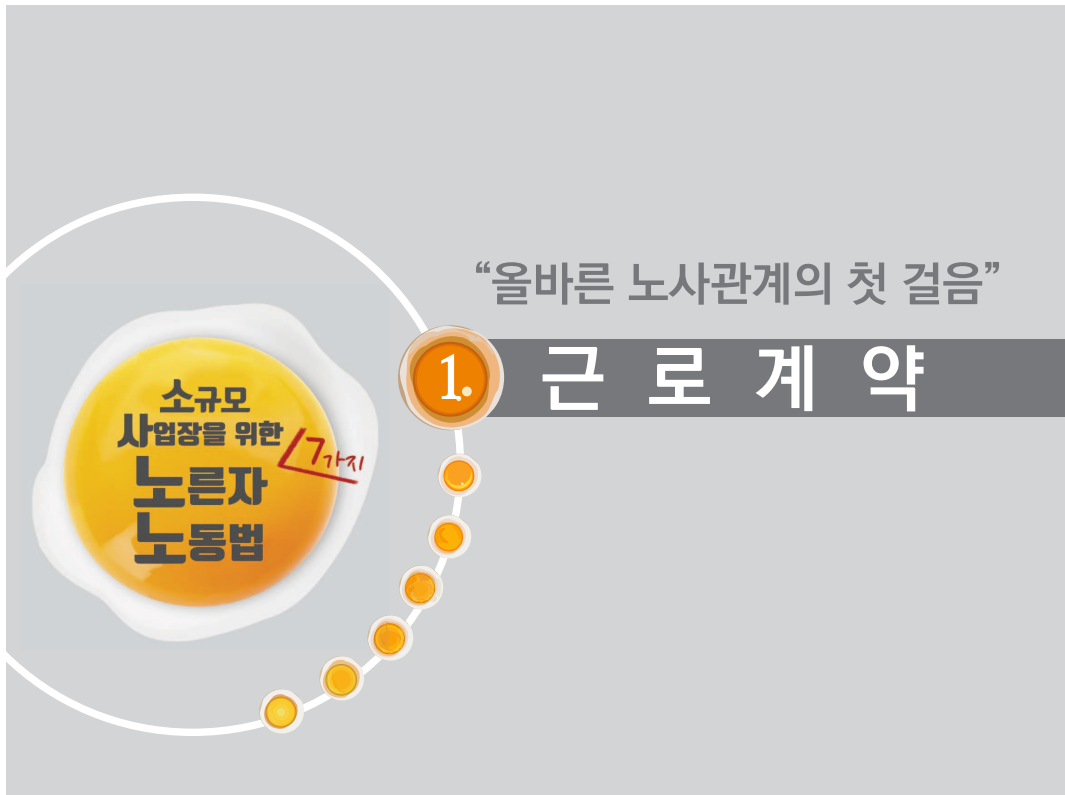 소규모
사업장을 위한
7가지
노른자
노동법
“올바른 노사관계의 첫 걸음”
1. 근로계약